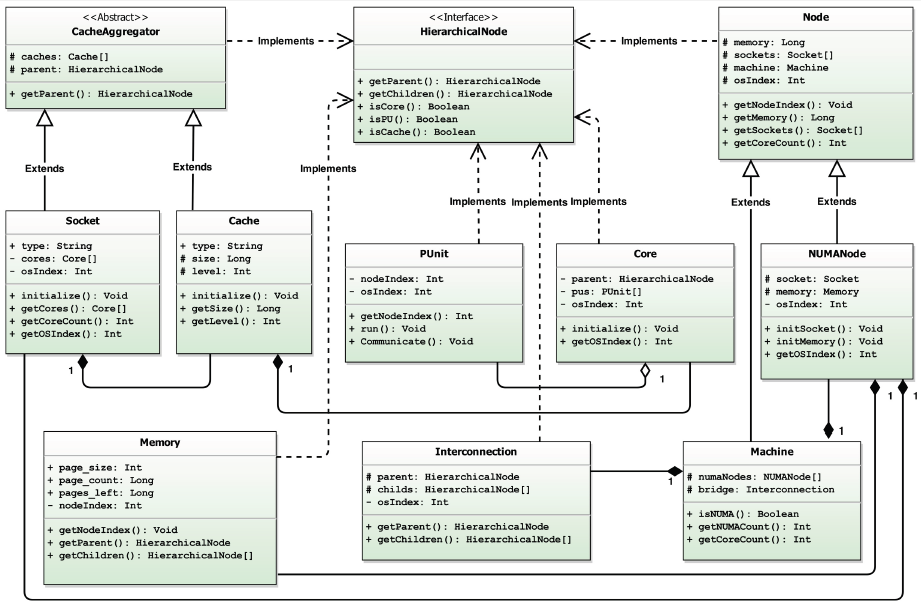 <<Abstract>>
CacheAggregator
# caches: Cache[]
# parent: HierarchicalNode
+ getParent(): HierarchicalNode
Implements
<<Interface>>
HierarchicalNode
+ getParent(): HierarchicalNode
+ getChildren(): HierarchicalNode
+ isCore(): Boolean
+ isPU(): Boolean
+ isCache(): Boolean
Implements
Node
# memory: Long
# sockets: Socket[]
# machine: Machine
# osIndex: Int
+ getNodeIndex(): Void
+ getMemory(): Long
+ getSockets(): Socket[]
+ getCoreCount(): Int
Extends
Extends
Implements
Implements
Implements
Implements
Extends
Extends
Socket
+ type: String
- cores: Core[]
- osIndex: Int
+ initialize(): Void
+ getCores(): Core[]
+ getCoreCount(): Int
+ getOSIndex(): Int
Cache
+ type: String
# size: Long
# level: Int
+ initialize(): Void
+ getSize(): Long
+ getLevel(): Int
PUnit
- nodeIndex: Int
- osIndex: Int
+ getNodeIndex(): Int
+ run(): Void
+ Communicate(): Void
Core
- parent: HierarchicalNode
- pus: PUnit[]
- osIndex: Int
+ initialize(): Void
+ getOSIndex(): Int
NUMANode
# socket: Socket
# memory: Memory
- osIndex: Int
+ initSocket(): Void
+ initMemory(): Void
+ getOSIndex(): Int
1
1
1
1
1
1
Memory
+ page_size: Int
+ page_count: Long
+ pages_left: Long
- nodeIndex: Int
+ getNodeIndex(): Void
+ getParent(): HierarchicalNode
+ getChildren(): HierarchicalNode[]
Interconnection
# parent: HierarchicalNode
# childs: HierarchicalNode[]
- osIndex: Int
+ getParent(): HierarchicalNode
+ getChildren(): HierarchicalNode[]
1
Machine
# numaNodes: NUMANode[]
# bridge: Interconnection
+ isNUMA(): Boolean
+ getNUMACount(): Int
+ getCoreCount(): Int